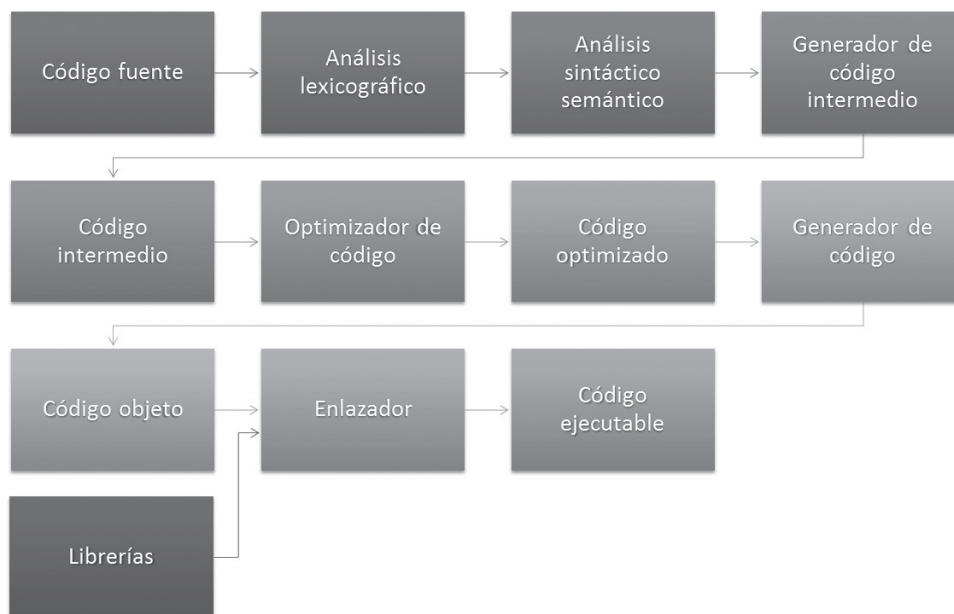 Código fuente
Análisis
lexicográfico
Análisis
sintáctico
semántico
Generador de
código
intermedio
Código
intermedio
Optimizador de
código
Código
optimizado
Generador de
código
Código objeto
Enlazador
Código
ejecutable
Librerías